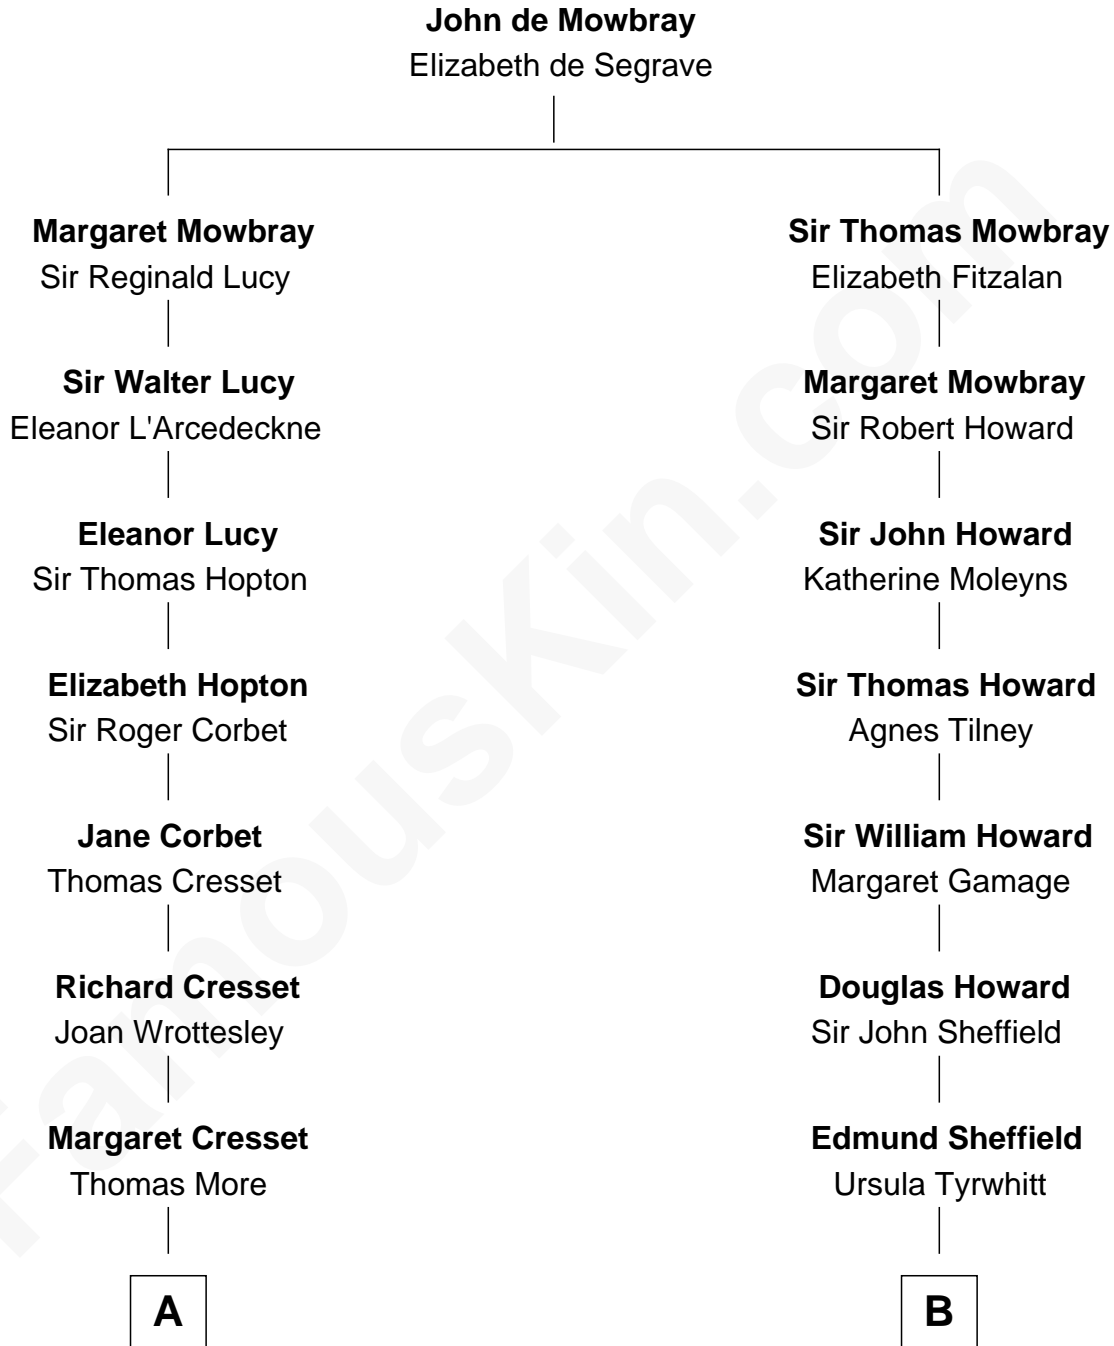 John de Mowbray
Elizabeth de Segrave
Margaret Mowbray
Sir Reginald Lucy
Sir Thomas Mowbray
Elizabeth Fitzalan
Sir Walter Lucy
Eleanor L'Arcedeckne
Margaret Mowbray
Sir Robert Howard
Eleanor Lucy
Sir Thomas Hopton
Sir John Howard
Katherine Moleyns
Elizabeth Hopton
Sir Roger Corbet
Sir Thomas Howard
Agnes Tilney
Jane Corbet
Thomas Cresset
Sir William Howard
Margaret Gamage
Richard Cresset
Joan Wrottesley
Douglas Howard
Sir John Sheffield
Margaret Cresset
Thomas More
Edmund Sheffield
Ursula Tyrwhitt
A
B
FamousKin.com